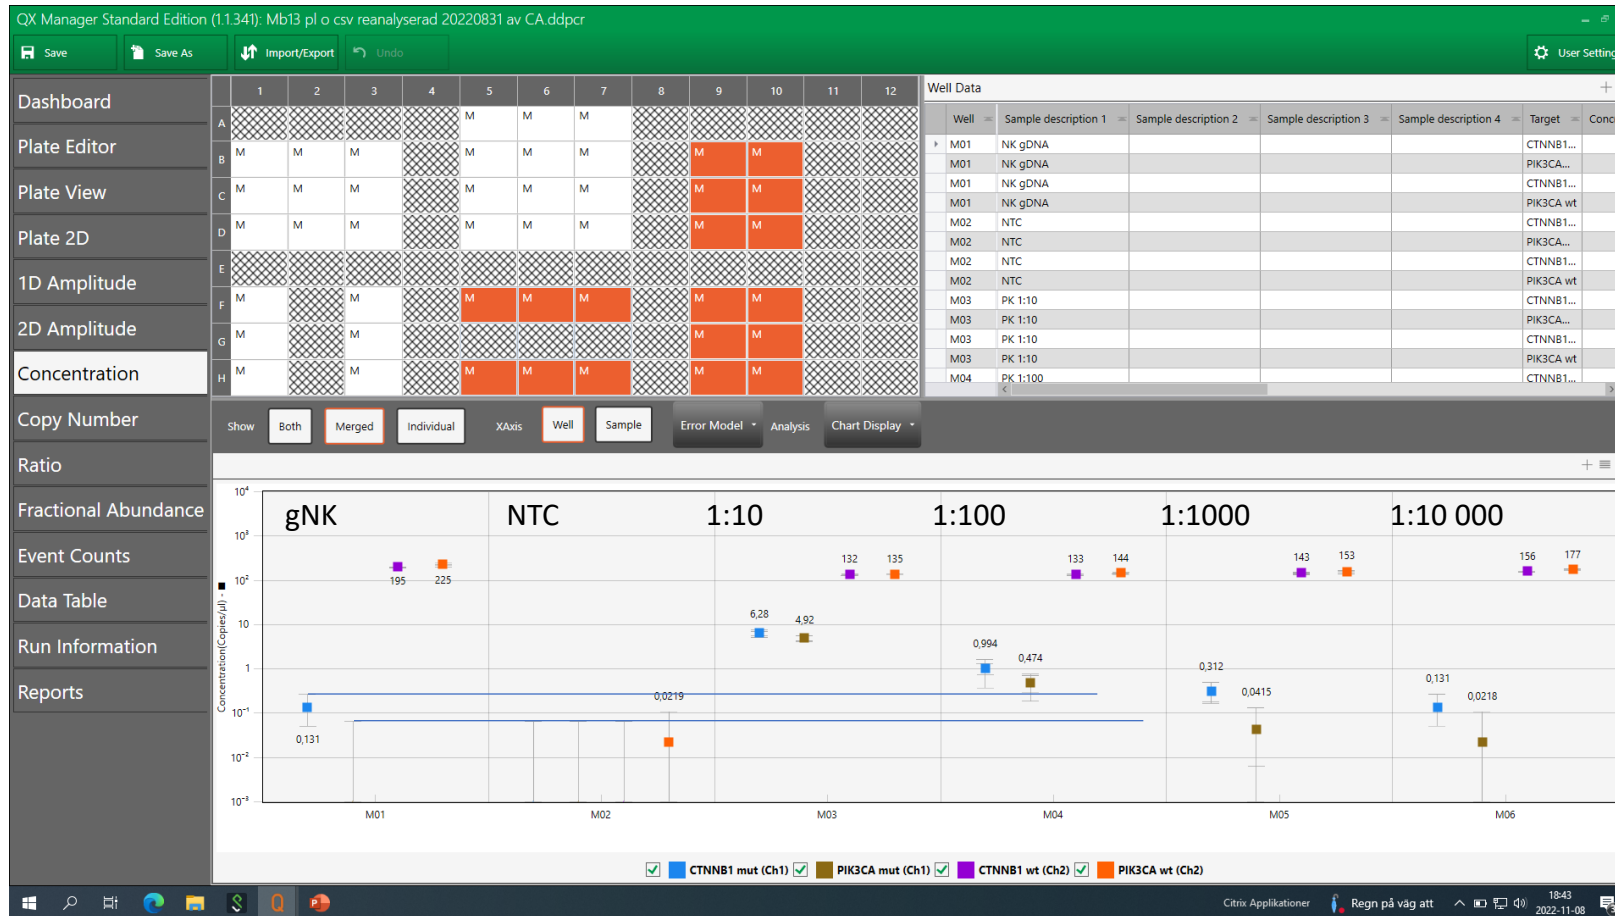 QX Manager Standard Edition (1.1.341): Mb13 pl o csv reanalyserad 20220831 av CA.ddpcr
Save Save As Import/Export Undo User Setting
Dashboard
Plate Editor
Plate View
Plate 2D
1D Amplitude
2D Amplitude
Concentration
Copy Number
Ratio
Fractional Abundance
Event Counts
Data Table
Run Information
Reports
1 2 3 4 5 6 7 8 9 10 11 12
A M M M
B M M M M M M M M
C M M M M M M M M
D M M M M M M M M
E
F M M M M M M M
G M M M M
H M M M M M M M
Well Data
Well Sample description 1 Sample description 2 Sample description 3 Sample description 4 Target Conc
M01 NK gDNA CTNNB1...
M01 NK gDNA PIK3CA...
M01 NK gDNA CTNNB1...
M01 NK gDNA PIK3CA wt
M02 NTC CTNNB1...
M02 NTC PIK3CA...
M02 NTC CTNNB1...
M02 NTC PIK3CA wt
M03 PK 1:10 CTNNB1...
M03 PK 1:10 PIK3CA...
M03 PK 1:10 CTNNB1...
M03 PK 1:10 PIK3CA wt
M04 PK 1:100 CTNNB1...
Show Both Merged Individual XAxis Well Sample Error Model Analysis Chart Display
gNK NTC 1:10 1:100 1:1000 1:10 000
Concentration(Copies/µl) - ■
10⁴
10³
10²
10
1
10⁻¹
10⁻²
10⁻³
0,131 195 225
0,0219
6,28 4,92 132 135
0,994 0,474 133 144
0,312 0,0415 143 153
0,131 0,0218 156 177
M01 M02 M03 M04 M05 M06
CTNNB1 mut (Ch1) PIK3CA mut (Ch1) CTNNB1 wt (Ch2) PIK3CA wt (Ch2)
Citrix Applikationer Regn på väg att 18:43
2022-11-08